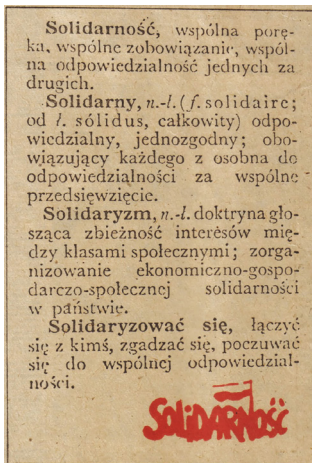 Solidarność, wspólna porę-
ka, wspólne zobowiązanie, wspól-
na odpowiedzialność jednych za
drugich.
Solidarny, n.-l. (f. solidaire;
od ł. sólidus, całkowity) odpo-
wiedzialny, jednozgodny; obo-
wiązujący każdego z osobna do
odpowiedzialności za wspólne
przedsięwzięcie.
Solidaryzm, n.-l. doktryna gło-
sząca zbieżność interèsów mię-
dzy klasami społecznymi; zorga-
nizowanie ekonomiczno-gospo-
darczo-społecznej solidarności
w państwie.
Solidaryzować się, łączyć
się z kimś, zgadzać się, poczuwać
się do wspólnej odpowiedzial-
ności.
SOLIDARNOŚĆ